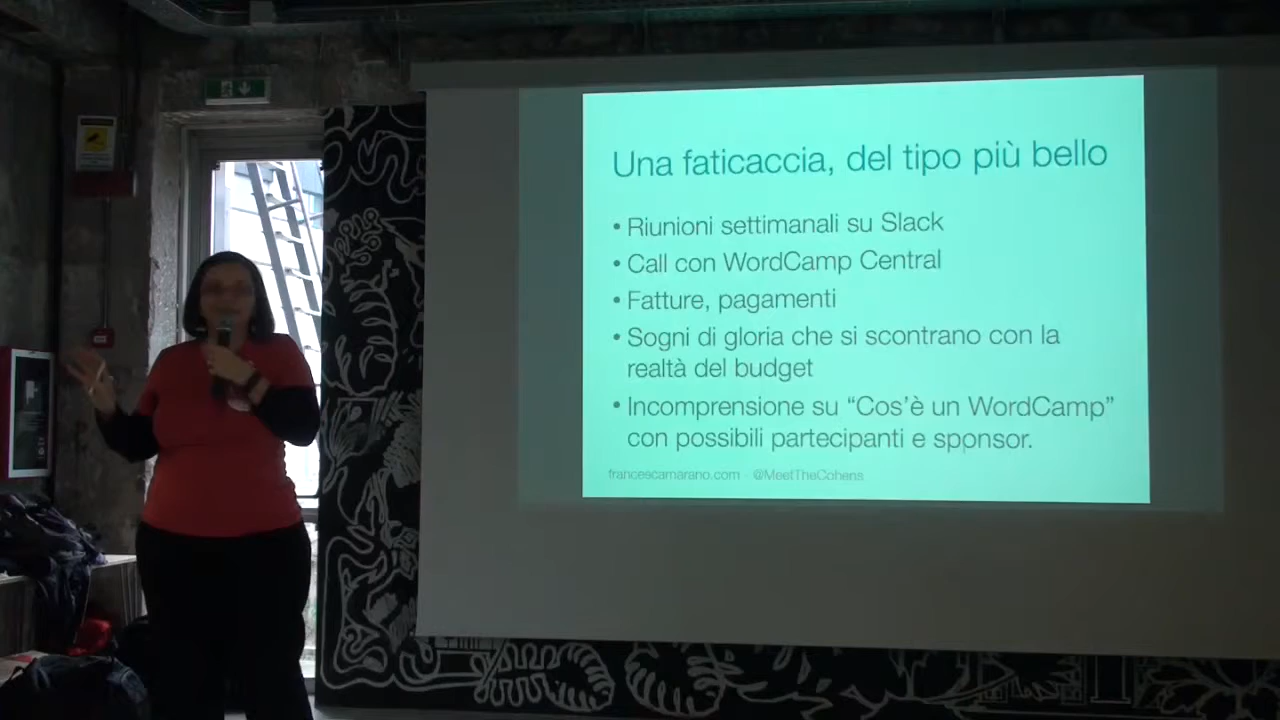 Una faticaccia, del tipo più bello
• Riunioni settimanali su Slack
• Call con WordCamp Central
• Fatture, pagamenti
• Sogni di gloria che si scontrano con la
realtà del budget
• Incomprensione su “Cos’è un WordCamp”
con possibili partecipanti e sponsor.
francescamarano.com · @MeetTheCohens